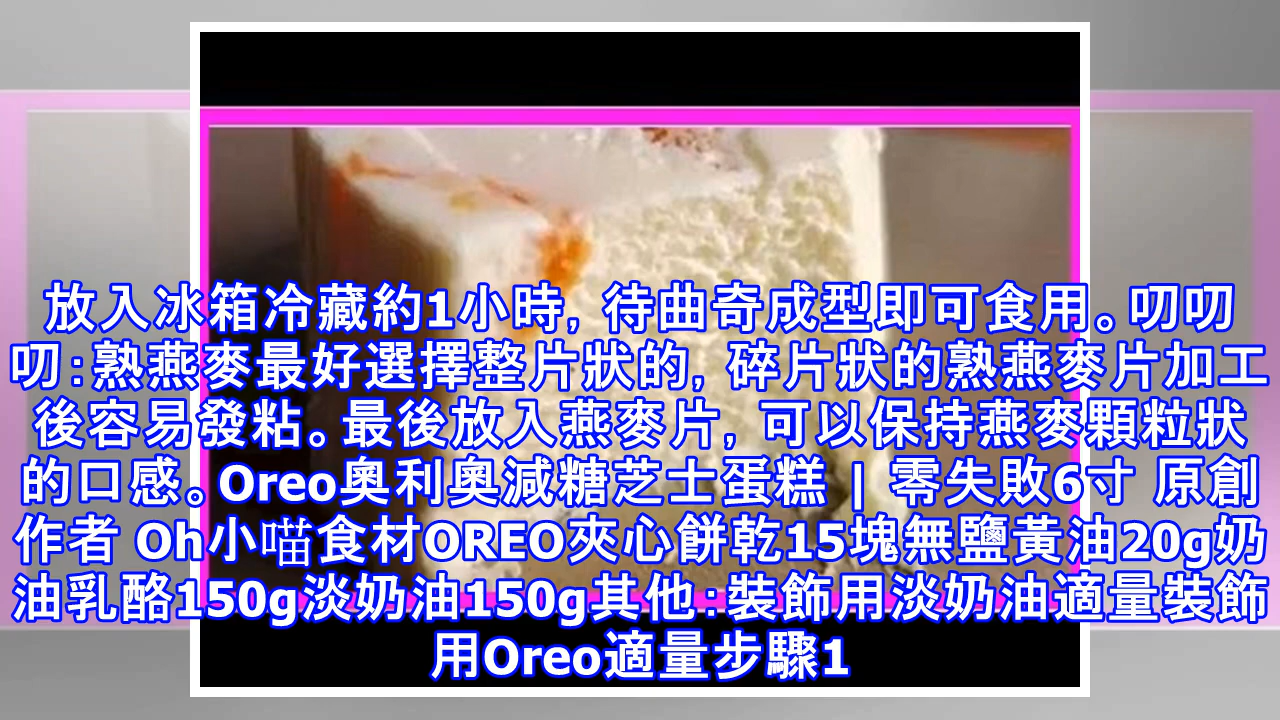 放入冰箱冷藏約1小時，待曲奇成型即可食用。叨叨
叨：熟燕麥最好選擇整片狀的，碎片狀的熟燕麥片加工
後容易發粘。最後放入燕麥片，可以保持燕麥顆粒狀
的口感。Oreo奧利奧減糖芝士蛋糕 | 零失敗6寸 原創
作者 Oh小喵食材OREO夾心餅乾15塊無鹽黃油20g奶
油乳酪150g淡奶油150g其他：裝飾用淡奶油適量裝飾
用Oreo適量步驟1